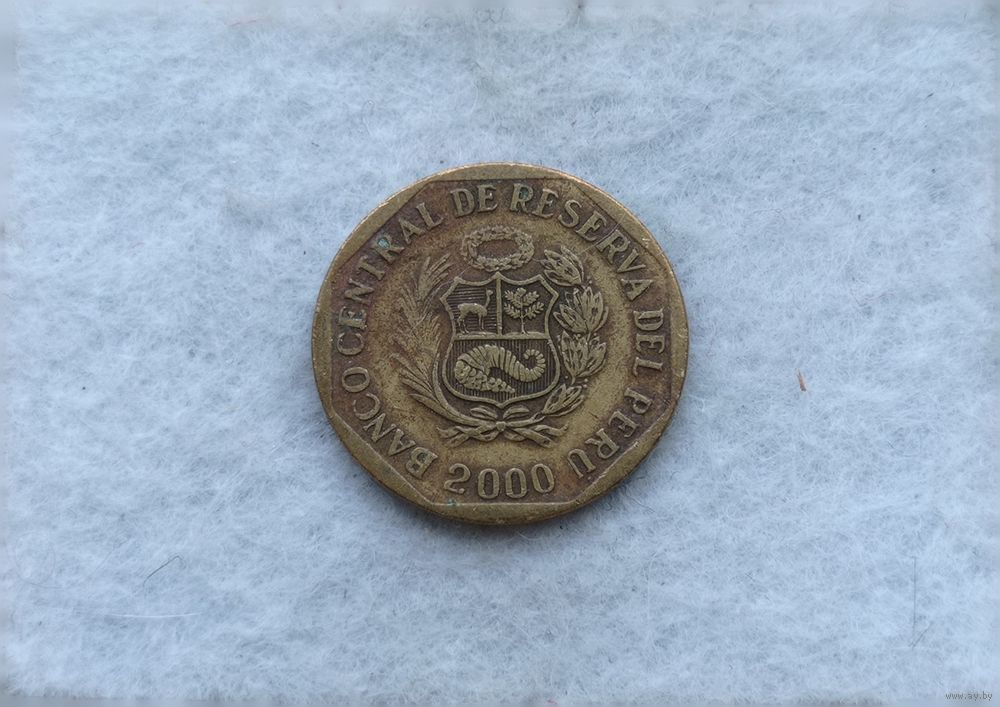 BANCO CENTRAL DE RESERVA DEL PERU
2000
www.ay.by